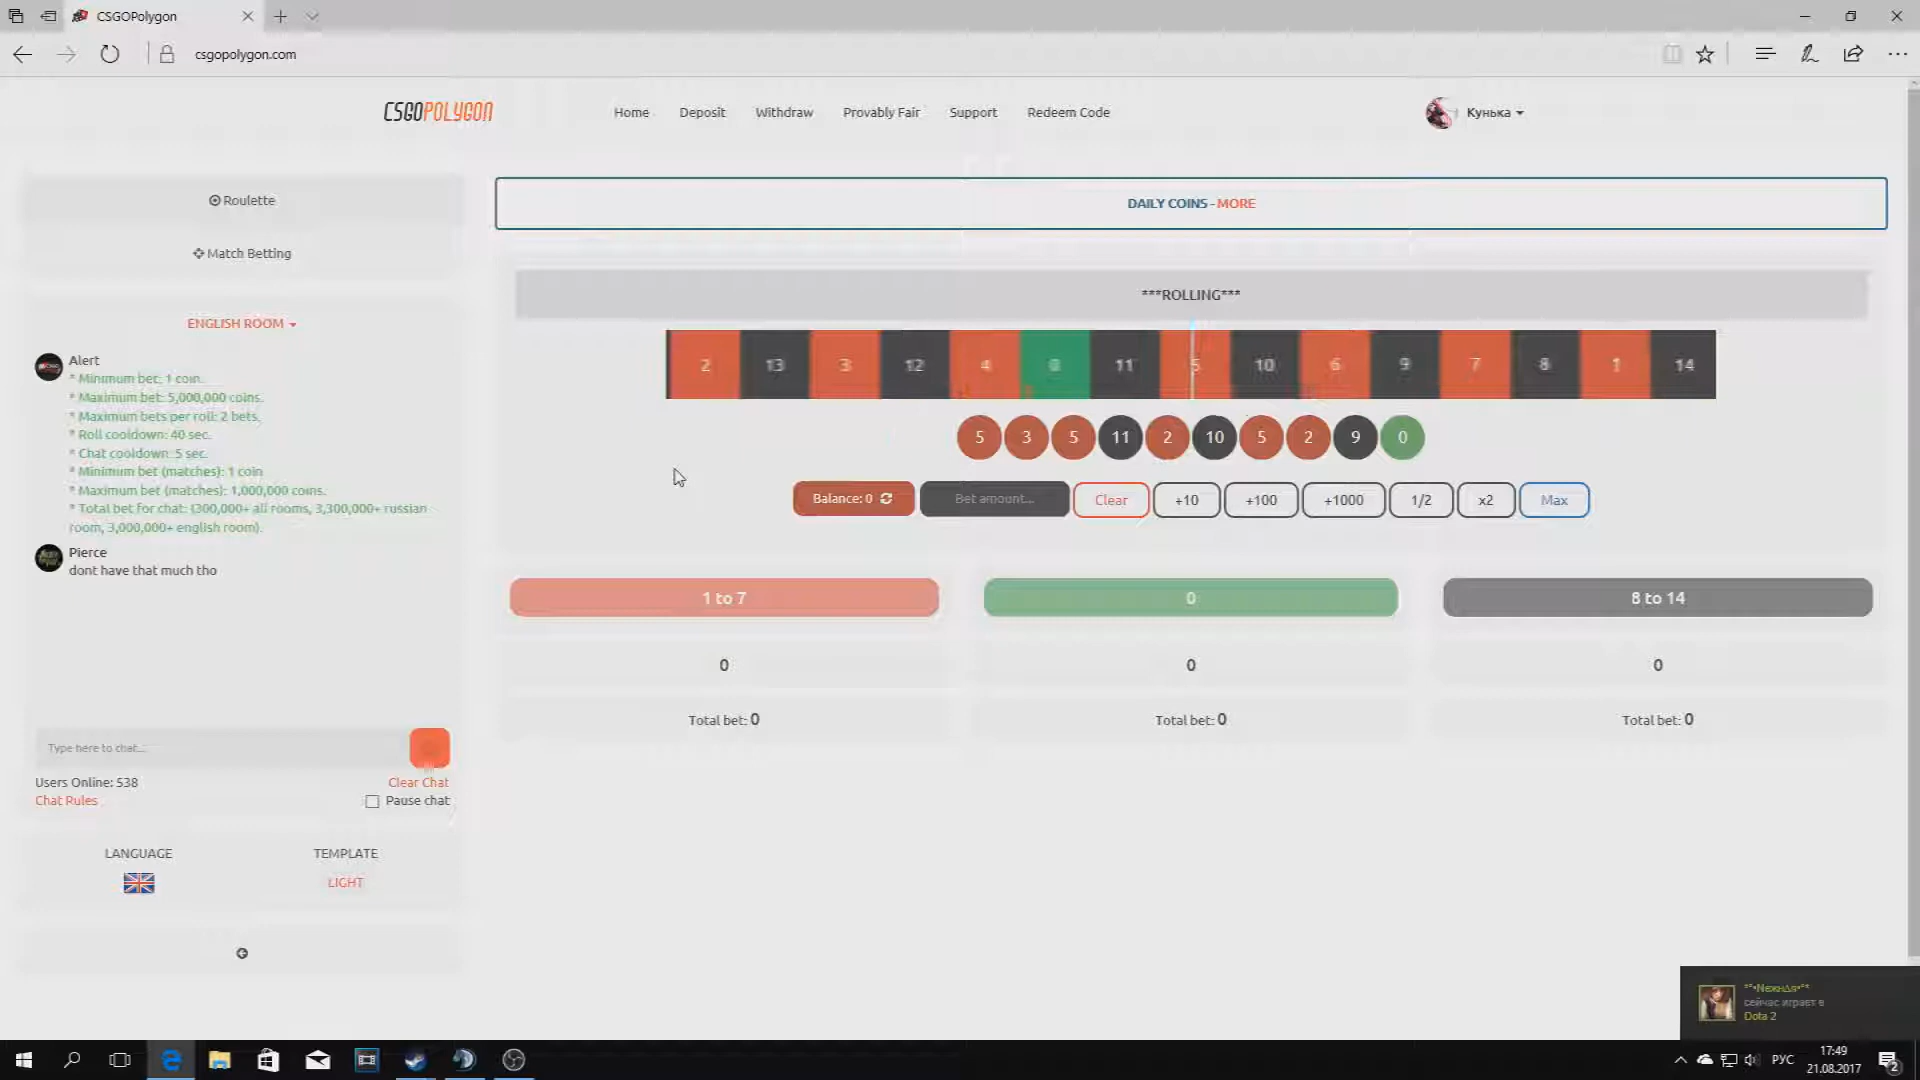 CSGOPolygon
csgopolygon.com
CSGOPOLYGON
Home
Deposit
Withdraw
Provably Fair
Support
Redeem Code
Кунька
Roulette
Match Betting
DAILY COINS - MORE
***ROLLING***
2 13 3 12 4 0 11 5 10 6 9 7 8 1 14
5 3 5 11 2 10 5 2 9 0
Balance: 0
Bet amount...
Clear
+10
+100
+1000
1/2
x2
Max
1 to 7
0
8 to 14
0
0
0
Total bet: 0
Total bet: 0
Total bet: 0
ENGLISH ROOM
Alert
* Minimum bet: 1 coin.
* Maximum bet: 5,000,000 coins.
* Maximum bets per roll: 2 bets.
* Roll cooldown: 40 sec.
* Chat cooldown: 5 sec.
* Minimum bet (matches): 1 coin
* Maximum bet (matches): 1,000,000 coins.
* Total bet for chat: (300,000+ all rooms, 3,300,000+ russian
room, 3,000,000+ english room).
Pierce
dont have that much tho
Type here to chat...
Users Online: 538
Clear Chat
Chat Rules
Pause chat
LANGUAGE
TEMPLATE
LIGHT
сейчас играет в
Dota 2
РУС
17:49
21.08.2017
2